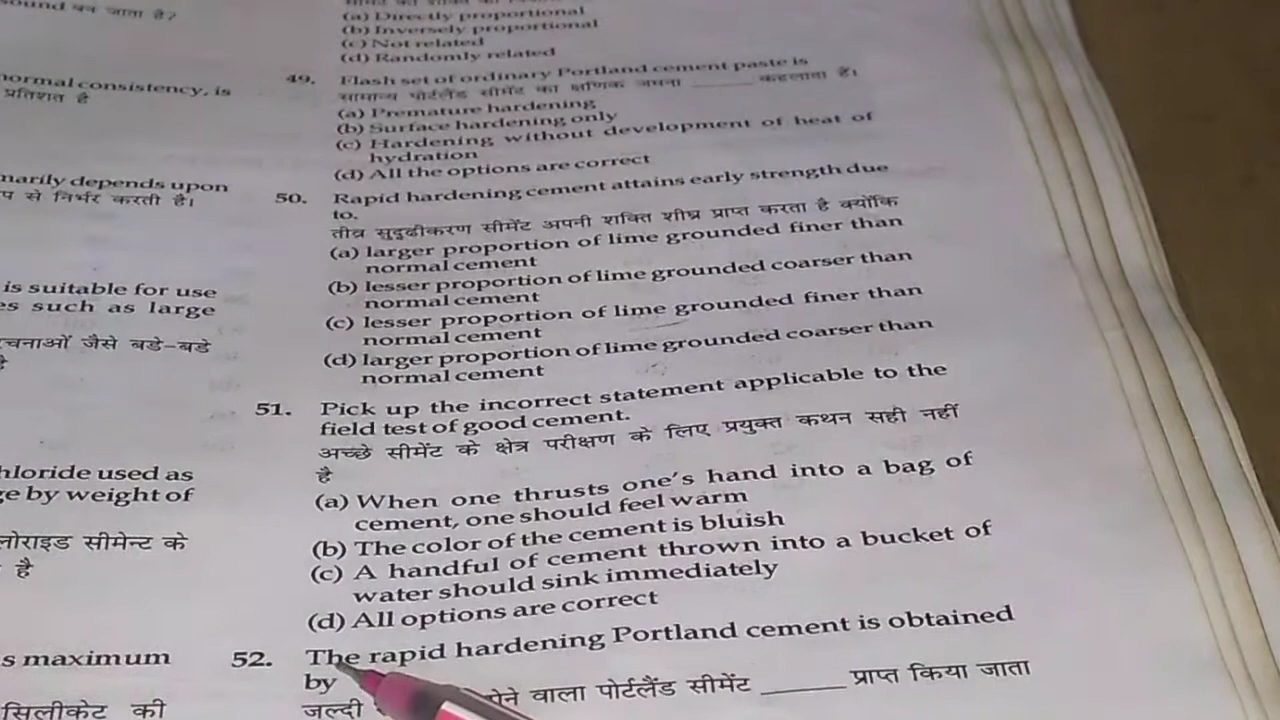 बन जाता है?
normal consistency, is
प्रतिशत है
marily depends upon
प से निर्भर करती है।
is suitable for use
es such as large
रचनाओं जैसे बडे-बडे
hloride used as
ge by weight of
लोराइड सीमेन्ट के
है
s maximum
सिलीकेट की
(a) Directly proportional
(b) Inversely proportional
(c) Not related
(d) Randomly related
49. Flash set of ordinary Portland cement paste is
सामान्य पोर्टलैंड सीमेंट का क्षणिक जमना _____ कहलाता है।
(a) Premature hardening
(b) Surface hardening only
(c) Hardening without development of heat of
hydration
(d) All the options are correct
50. Rapid hardening cement attains early strength due
to.
तीव्र सुदृढीकरण सीमेंट अपनी शक्ति शीघ्र प्राप्त करता है क्योंकि
(a) larger proportion of lime grounded finer than
normal cement
(b) lesser proportion of lime grounded coarser than
normal cement
(c) lesser proportion of lime grounded finer than
normal cement
(d) larger proportion of lime grounded coarser than
normal cement
51. Pick up the incorrect statement applicable to the
field test of good cement.
अच्छे सीमेंट के क्षेत्र परीक्षण के लिए प्रयुक्त कथन सही नहीं
है
(a) When one thrusts one's hand into a bag of
cement, one should feel warm
(b) The color of the cement is bluish
(c) A handful of cement thrown into a bucket of
water should sink immediately
(d) All options are correct
52. The rapid hardening Portland cement is obtained
by
जल्दी होने वाला पोर्टलैंड सीमेंट _____ प्राप्त किया जाता